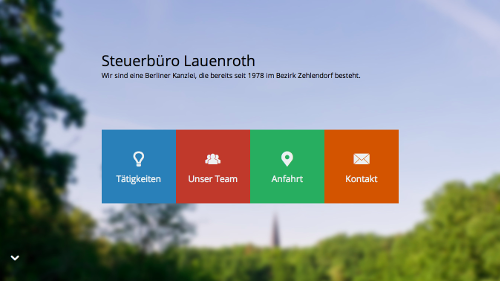 Steuerbüro Lauenroth
Wir sind eine Berliner Kanzlei, die bereits seit 1978 im Bezirk Zehlendorf besteht.
Tätigkeiten
Unser Team
Anfahrt
Kontakt